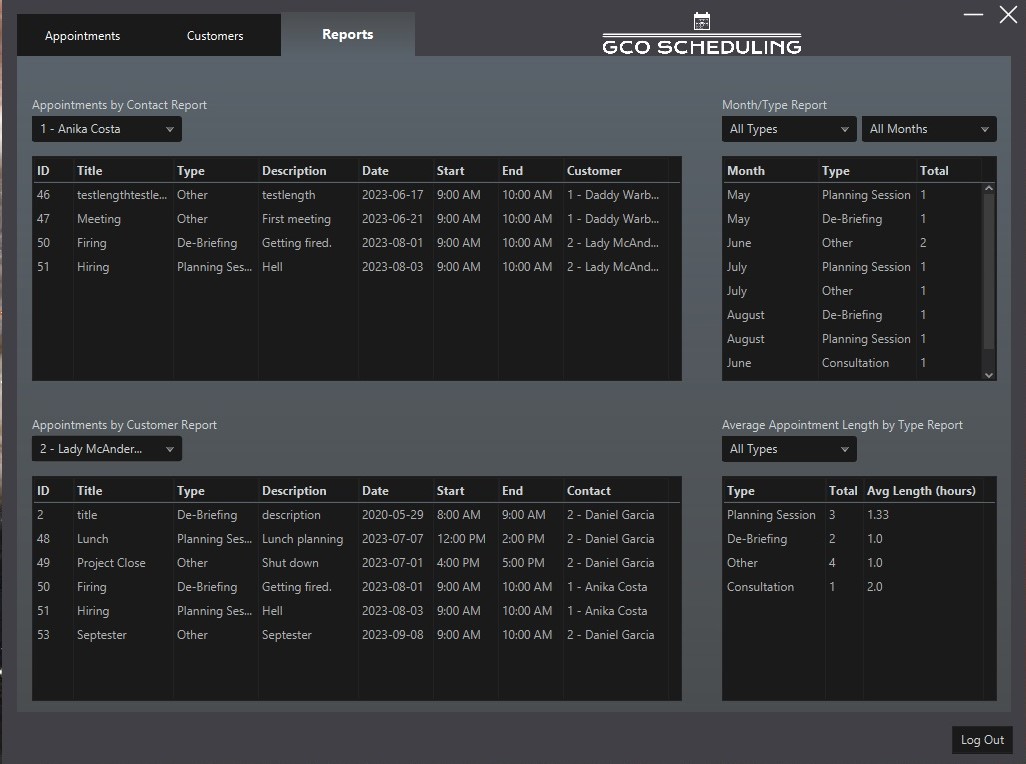 Appointments Customers Reports
GCO SCHEDULING
Appointments by Contact Report
1 - Anika Costa
ID Title Type Description Date Start End Customer
46 testlengthtestle... Other testlength 2023-06-17 9:00 AM 10:00 AM 1 - Daddy Warb...
47 Meeting Other First meeting 2023-06-21 9:00 AM 10:00 AM 1 - Daddy Warb...
50 Firing De-Briefing Getting fired. 2023-08-01 9:00 AM 10:00 AM 2 - Lady McAnd...
51 Hiring Planning Ses... Hell 2023-08-03 9:00 AM 10:00 AM 2 - Lady McAnd...
Month/Type Report
All Types All Months
Month Type Total
May Planning Session 1
May De-Briefing 1
June Other 2
July Planning Session 1
July Other 1
August De-Briefing 1
August Planning Session 1
June Consultation 1
Appointments by Customer Report
2 - Lady McAnder...
ID Title Type Description Date Start End Contact
2 title De-Briefing description 2020-05-29 8:00 AM 9:00 AM 2 - Daniel Garcia
48 Lunch Planning Ses... Lunch planning 2023-07-07 12:00 PM 2:00 PM 2 - Daniel Garcia
49 Project Close Other Shut down 2023-07-01 4:00 PM 5:00 PM 2 - Daniel Garcia
50 Firing De-Briefing Getting fired. 2023-08-01 9:00 AM 10:00 AM 1 - Anika Costa
51 Hiring Planning Ses... Hell 2023-08-03 9:00 AM 10:00 AM 1 - Anika Costa
53 Septester Other Septester 2023-09-08 9:00 AM 10:00 AM 2 - Daniel Garcia
Average Appointment Length by Type Report
All Types
Type Total Avg Length (hours)
Planning Session 3 1.33
De-Briefing 2 1.0
Other 4 1.0
Consultation 1 2.0
Log Out